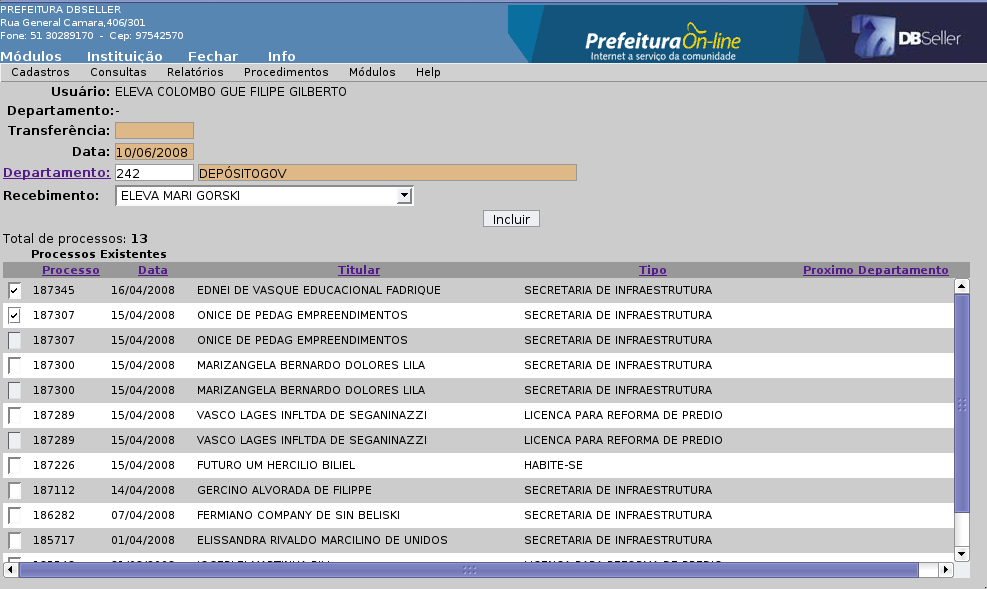 PREFEITURA DBSELLER
Rua General Camara,406/301
Fone: 51 30289170 - Cep: 97542570
PrefeituraOn-line
Internet a serviço da comunidade
DBSeller
Módulos Instituição Fechar Info
Cadastros Consultas Relatórios Procedimentos Módulos Help
Usuário: ELEVA COLOMBO GUE FILIPE GILBERTO
Departamento:-
Transferência:
Data: 10/06/2008
Departamento: 242 DEPÓSITOGOV
Recebimento: ELEVA MARI GORSKI
Incluir
Total de processos: 13
Processos Existentes
Processo Data Titular Tipo Proximo Departamento
187345 16/04/2008 EDNEI DE VASQUE EDUCACIONAL FADRIQUE SECRETARIA DE INFRAESTRUTURA
187307 15/04/2008 ONICE DE PEDAG EMPREENDIMENTOS SECRETARIA DE INFRAESTRUTURA
187307 15/04/2008 ONICE DE PEDAG EMPREENDIMENTOS SECRETARIA DE INFRAESTRUTURA
187300 15/04/2008 MARIZANGELA BERNARDO DOLORES LILA SECRETARIA DE INFRAESTRUTURA
187300 15/04/2008 MARIZANGELA BERNARDO DOLORES LILA SECRETARIA DE INFRAESTRUTURA
187289 15/04/2008 VASCO LAGES INFLTDA DE SEGANINAZZI LICENCA PARA REFORMA DE PREDIO
187289 15/04/2008 VASCO LAGES INFLTDA DE SEGANINAZZI LICENCA PARA REFORMA DE PREDIO
187226 15/04/2008 FUTURO UM HERCILIO BILIEL HABITE-SE
187112 14/04/2008 GERCINO ALVORADA DE FILIPPE SECRETARIA DE INFRAESTRUTURA
186282 07/04/2008 FERMIANO COMPANY DE SIN BELISKI SECRETARIA DE INFRAESTRUTURA
185717 01/04/2008 ELISSANDRA RIVALDO MARCILINO DE UNIDOS SECRETARIA DE INFRAESTRUTURA